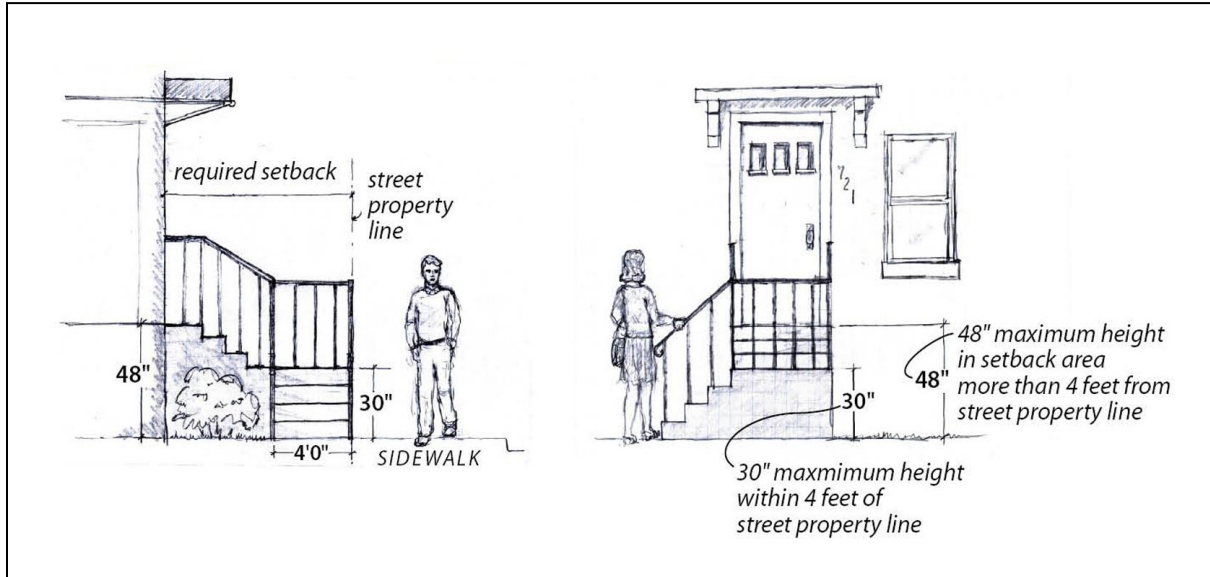 required setback
street
property
line
48"
30"
4'0"
SIDEWALK
721
48" maximum height
in setback area
more than 4 feet from
street property line
48"
30"
30" maxmimum height
within 4 feet of
street property line